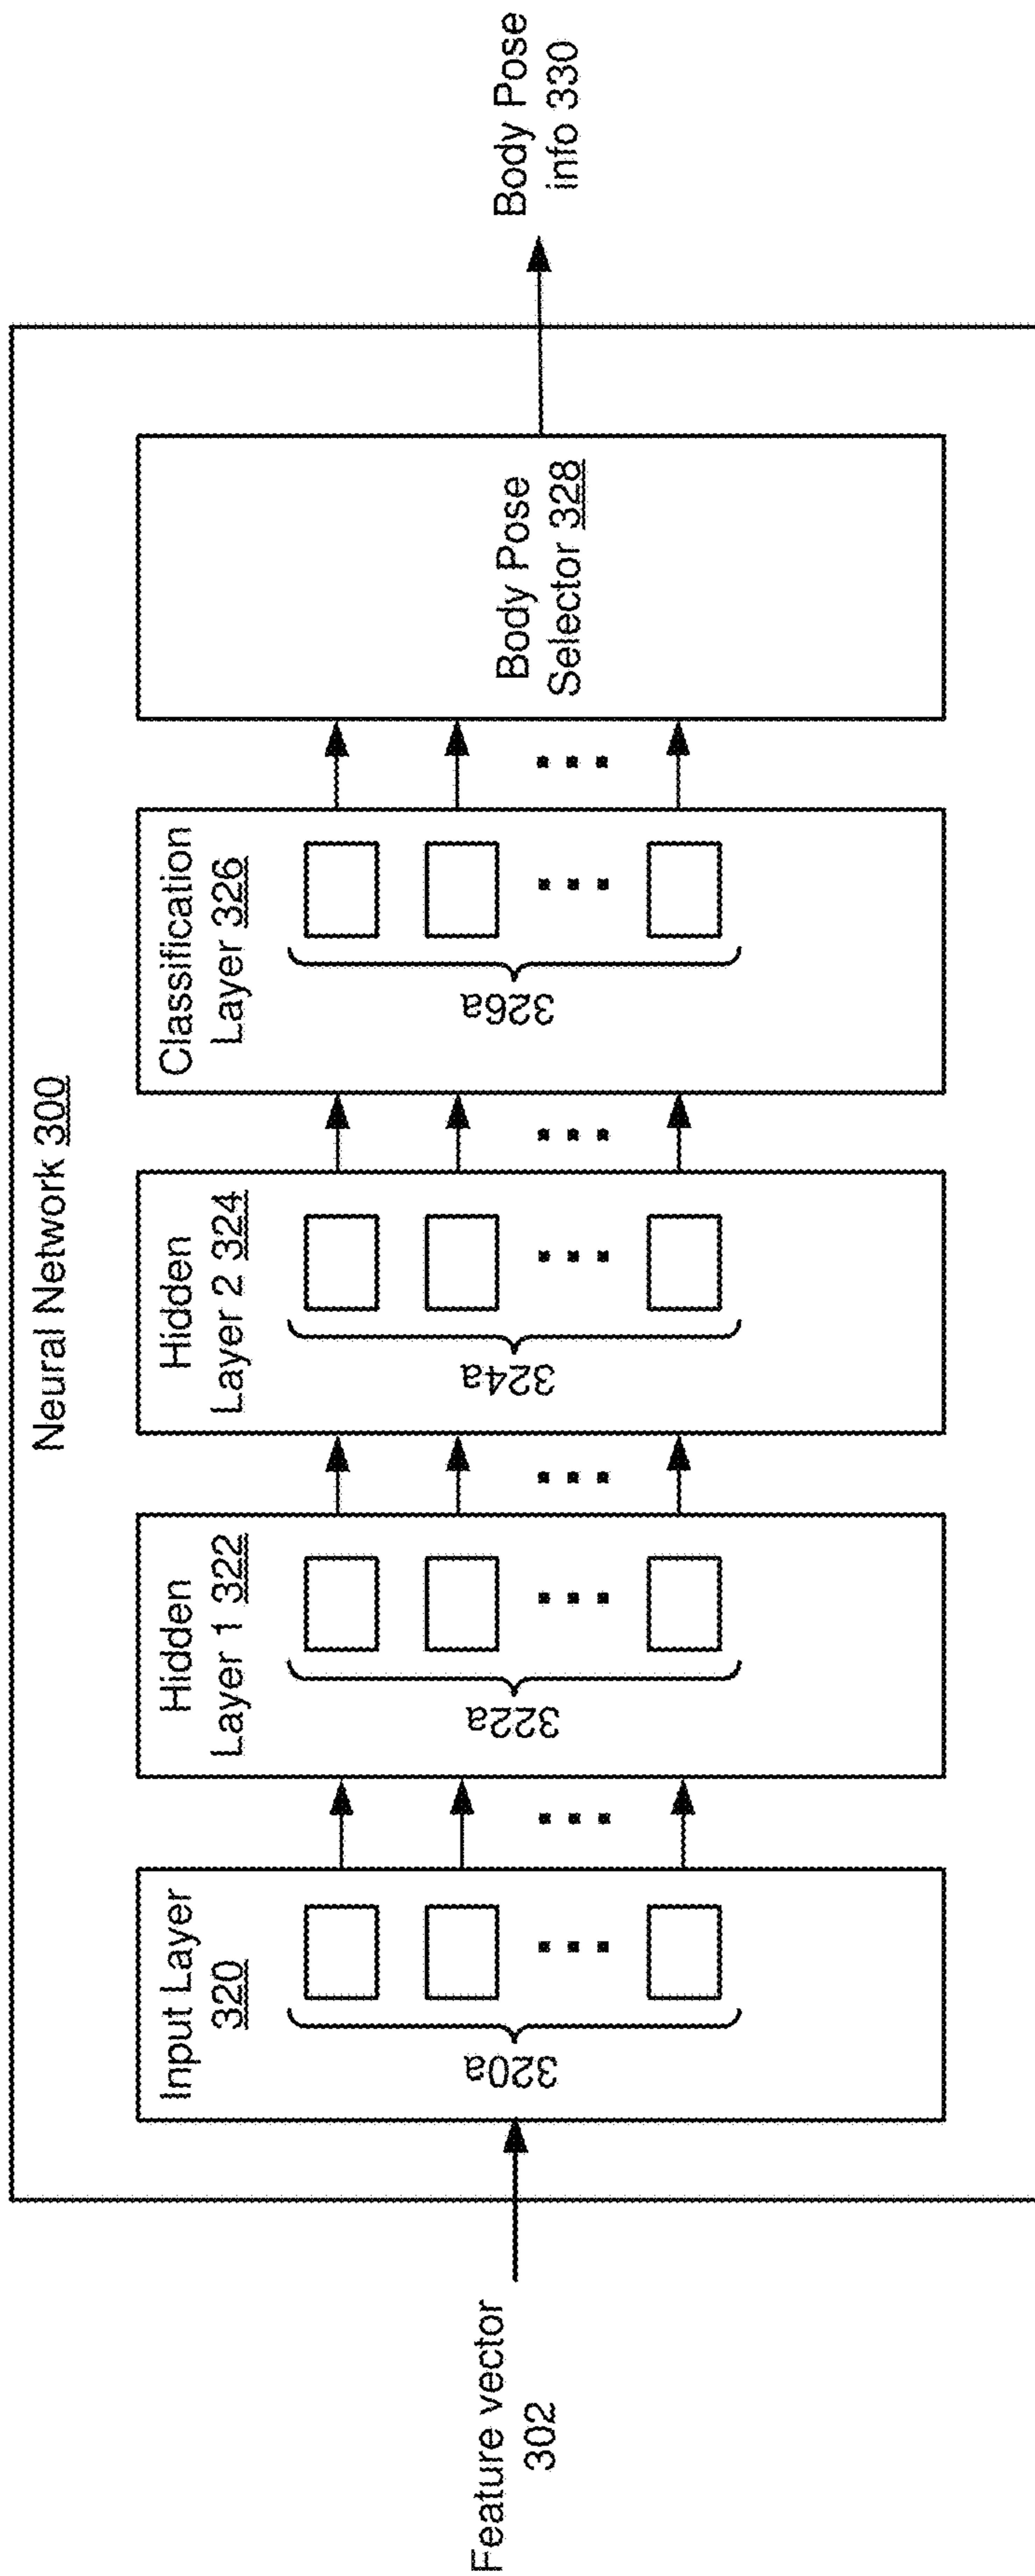 Neural Network 300
Feature vector
302
Input Layer
320
320a
Hidden
Layer 1 322
322a
Hidden
Layer 2 324
324a
Classification
Layer 326
326a
Body Pose
Selector 328
Body Pose
info 330